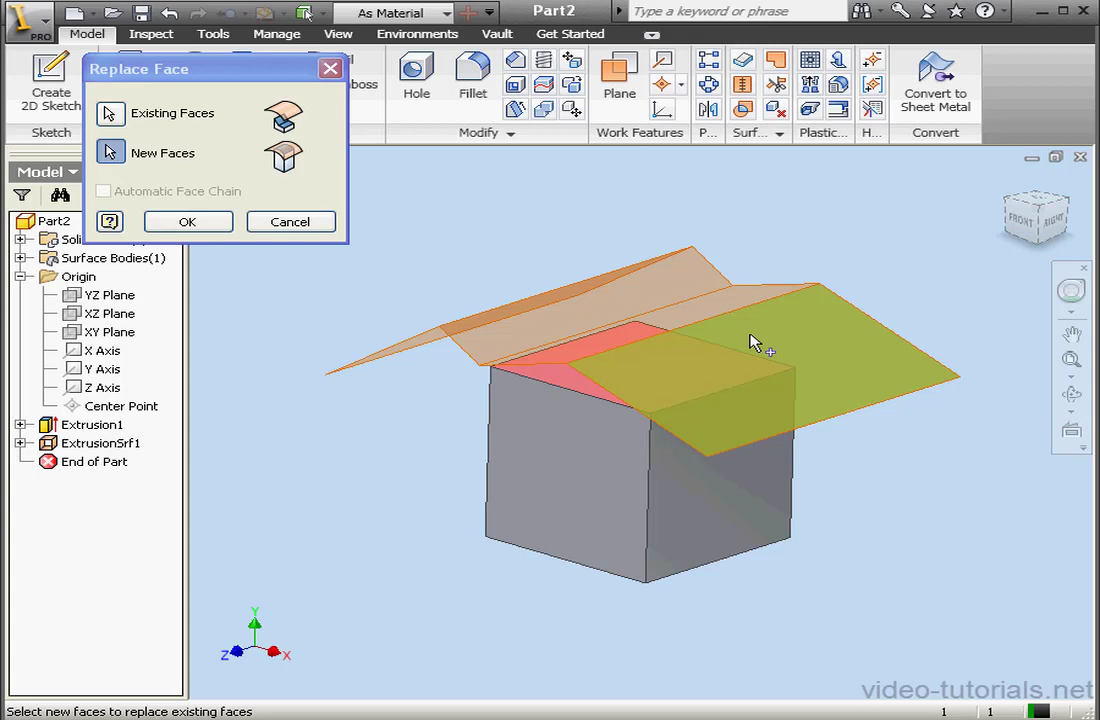 PRO
As Material
Part2
Type a keyword or phrase
Model
Inspect
Tools
Manage
View
Environments
Vault
Get Started
Create
2D Sketch
boss
Hole
Fillet
Plane
Convert to
Sheet Metal
Sketch
Modify
Work Features
P...
Surf...
Plastic...
H...
Convert
Replace Face
Existing Faces
New Faces
Automatic Face Chain
OK
Cancel
Model
Part2
Soli
Surface Bodies(1)
Origin
YZ Plane
XZ Plane
XY Plane
X Axis
Y Axis
Z Axis
Center Point
Extrusion1
ExtrusionSrf1
End of Part
FRONT
RIGHT
Y
Z
X
video-tutorials.net
Select new faces to replace existing faces
1
1